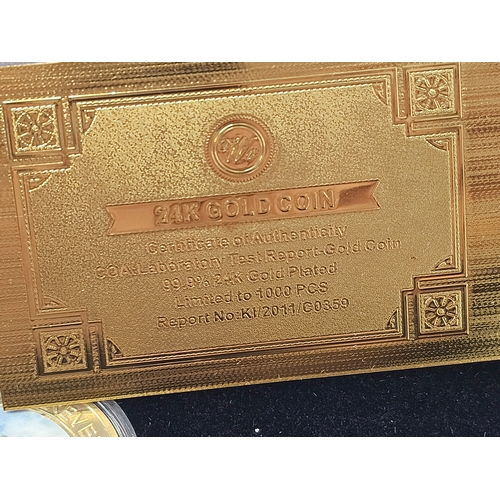 24K GOLD COIN
Certificate of Authenticity
COA:Laboratory Test Report-Gold Coin
99.9% 24K Gold Plated
Limited to 1000 PCS
Report No:KI/2011/C0359